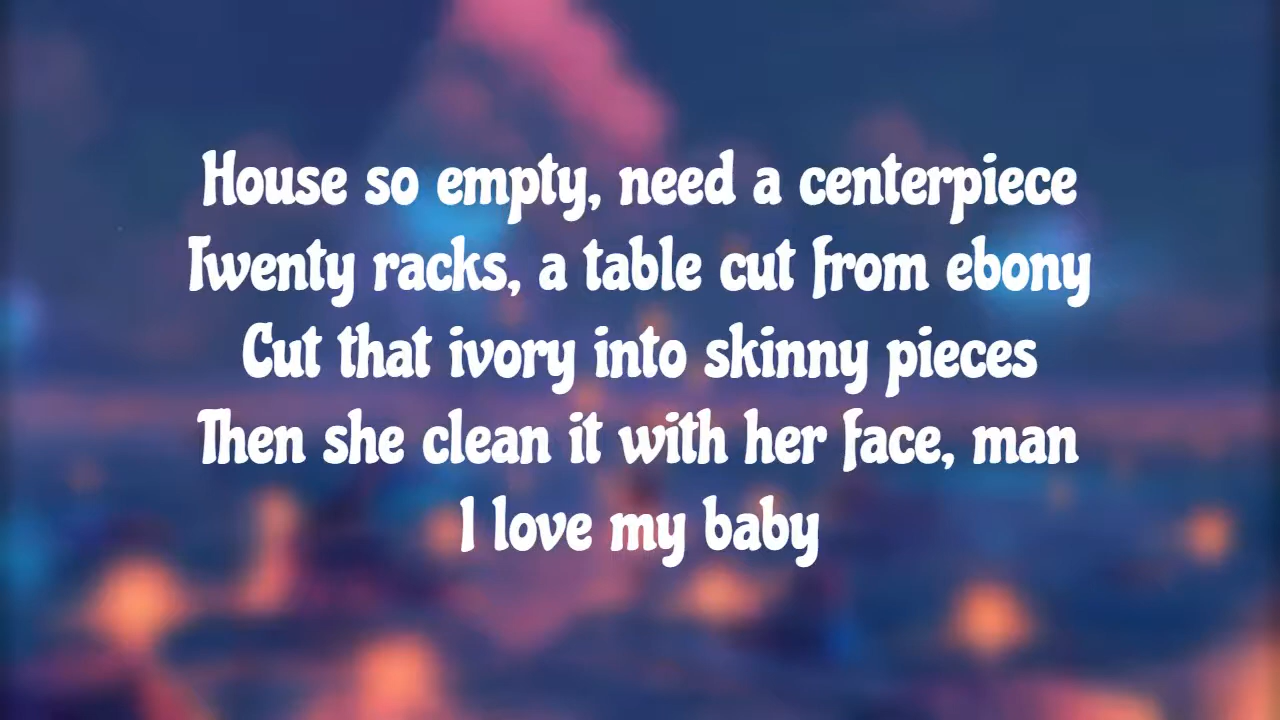 House so empty, need a centerpiece
Twenty racks, a table cut from ebony
Cut that ivory into skinny pieces
Then she clean it with her face, man
I love my baby